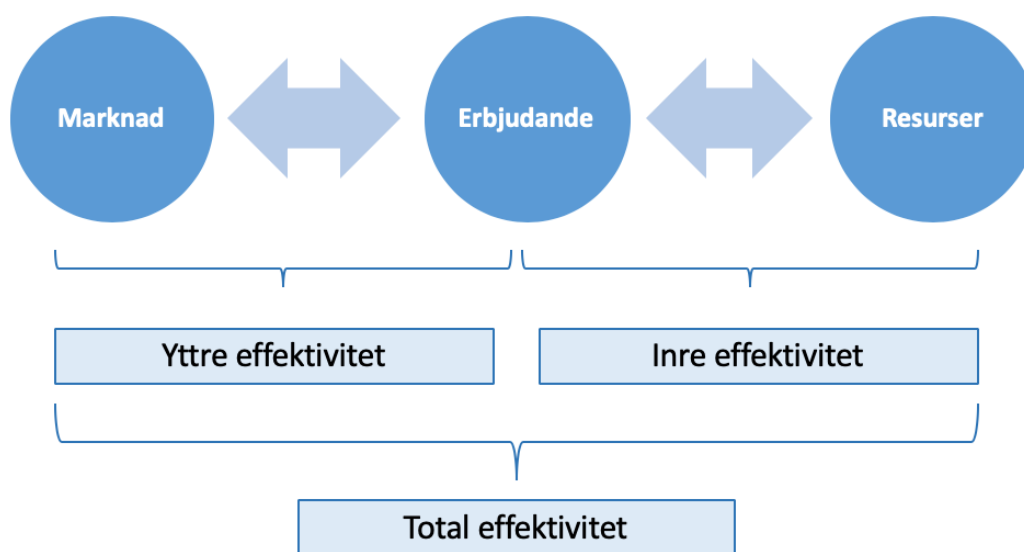 Marknad
Erbjudande
Resurser
Yttre effektivitet
Inre effektivitet
Total effektivitet